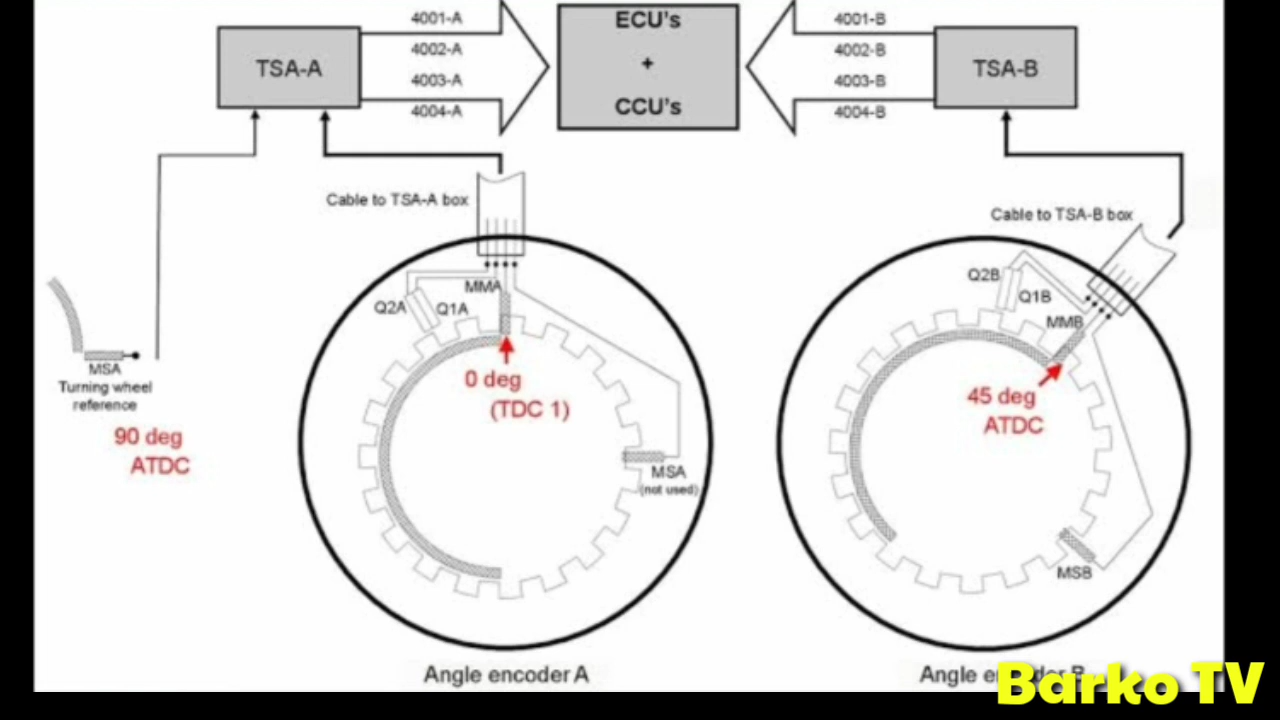 4001-A
4002-A
4003-A
4004-A
TSA-A
ECU's
+
CCU's
4001-B
4002-B
4003-B
4004-B
TSA-B
Cable to TSA-A box
Cable to TSA-B box
MMA
Q2A
Q1A
0 deg
(TDC 1)
MSA
Turning wheel
reference
90 deg
ATDC
MSA
(not used)
Q2B
Q1B
MMB
45 deg
ATDC
MSB
Angle encoder A
Angle
Barko TV